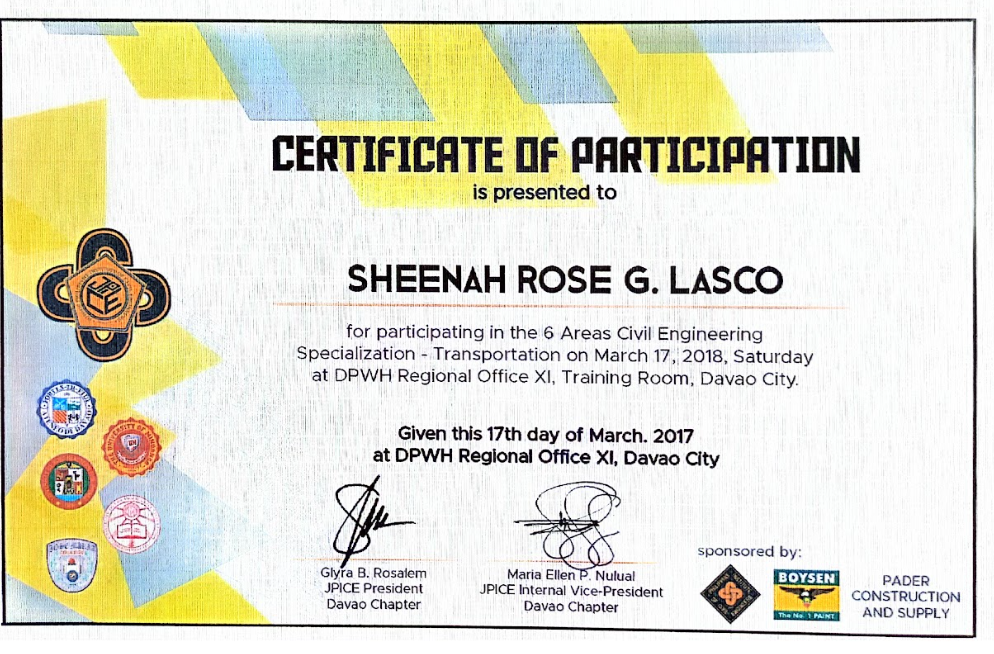 CERTIFICATE OF PARTICIPATION
is presented to
SHEENAH ROSE G. LASCO
for participating in the 6 Areas Civil Engineering
Specialization - Transportation on March 17, 2018, Saturday
at DPWH Regional Office XI, Training Room, Davao City.
Given this 17th day of March. 2017
at DPWH Regional Office XI, Davao City
Glyra B. Rosalem
JPICE President
Davao Chapter
Maria Ellen P. Nulual
JPICE Internal Vice-President
Davao Chapter
sponsored by:
BOYSEN
The No. 1 PAINT
PADER
CONSTRUCTION
AND SUPPLY
JPICE